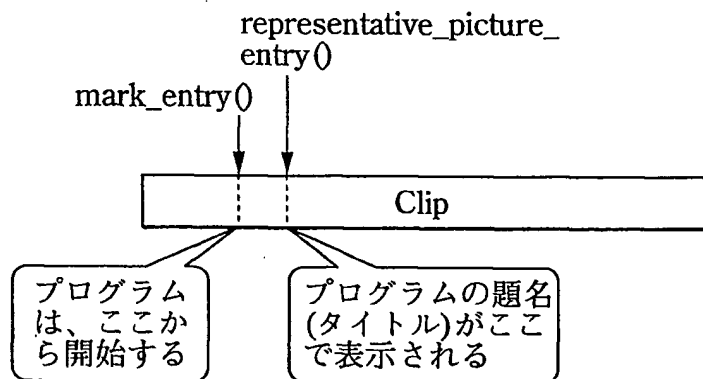 representative_picture_
entry()
mark_entry()
Clip
プログラム
は、ここか
ら開始する
プログラムの題名
(タイトル)がここ
で表示される